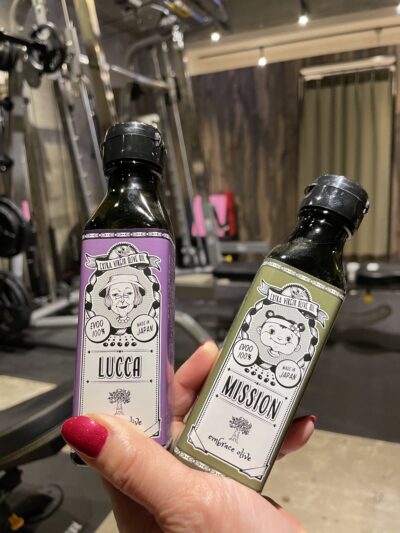 EXTRA VIRGIN OLIVE OIL
EVOO
100%
MADE IN
JAPAN
LUCCA
olive
EXTRA VIRGIN OLIVE OIL
EVOO
100%
MADE IN
JAPAN
MISSION
embrace olive